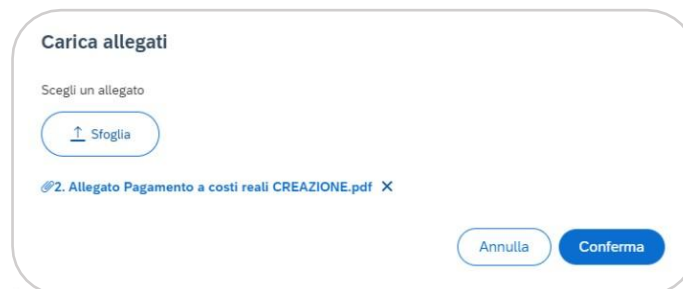 Carica allegati
Scegli un allegato
Sfoglia
2. Allegato Pagamento a costi reali CREAZIONE.pdf
Annulla Conferma